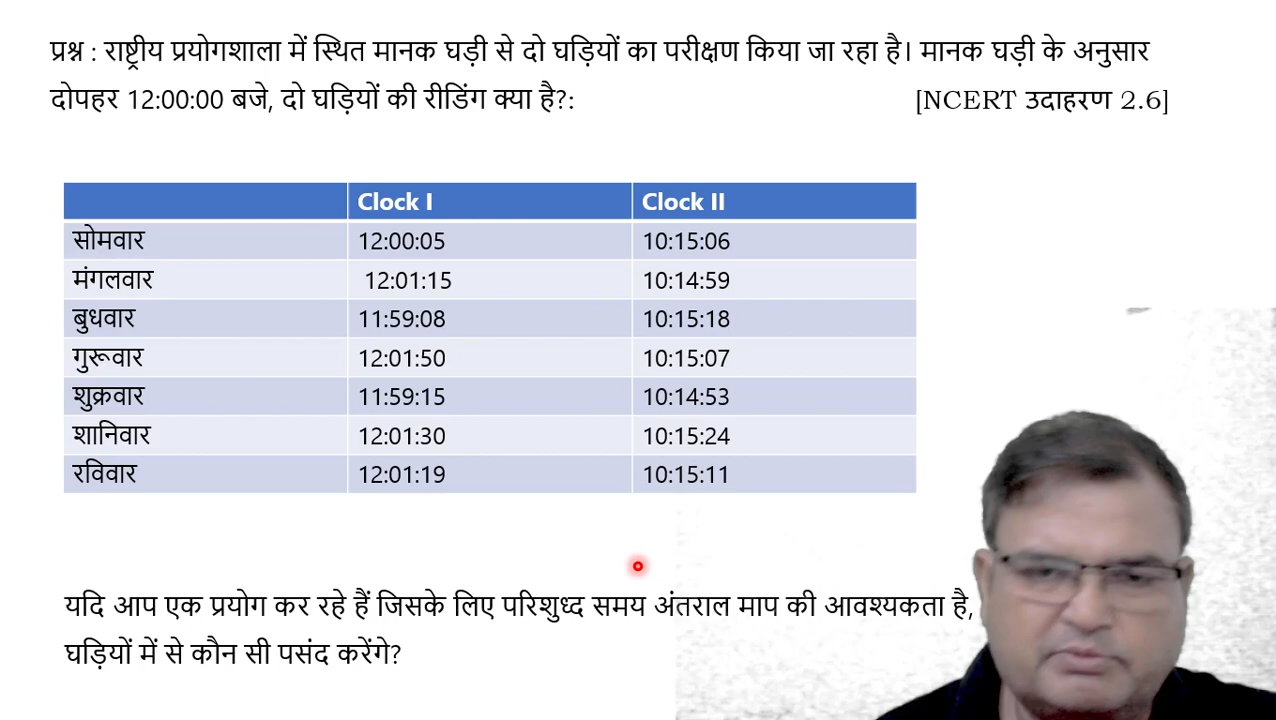 प्रश्न : राष्ट्रीय प्रयोगशाला में स्थित मानक घड़ी से दो घड़ियों का परीक्षण किया जा रहा है। मानक घड़ी के अनुसार
दोपहर 12:00:00 बजे, दो घड़ियों की रीडिंग क्या है?: [NCERT उदाहरण 2.6]
Clock I Clock II
सोमवार 12:00:05 10:15:06
मंगलवार 12:01:15 10:14:59
बुधवार 11:59:08 10:15:18
गुरूवार 12:01:50 10:15:07
शुक्रवार 11:59:15 10:14:53
शानिवार 12:01:30 10:15:24
रविवार 12:01:19 10:15:11
यदि आप एक प्रयोग कर रहे हैं जिसके लिए परिशुध्द समय अंतराल माप की आवश्यकता है,
घड़ियों में से कौन सी पसंद करेंगे?